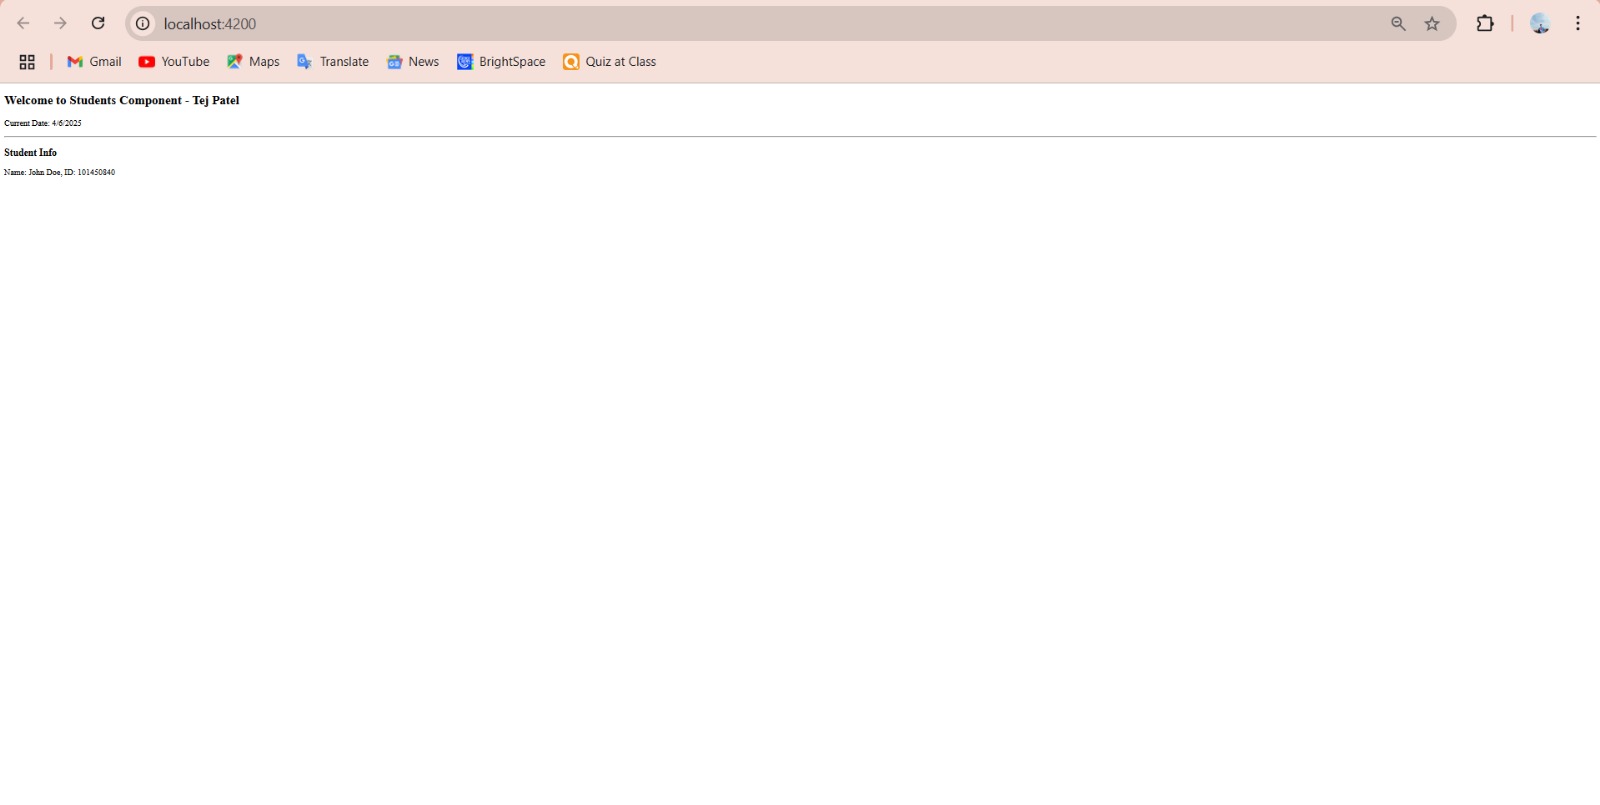 localhost:4200
Gmail YouTube Maps Translate News BrightSpace Quiz at Class
Welcome to Students Component - Tej Patel
Current Date: 4/6/2025
Student Info
Name: John Doe, ID: 101450840